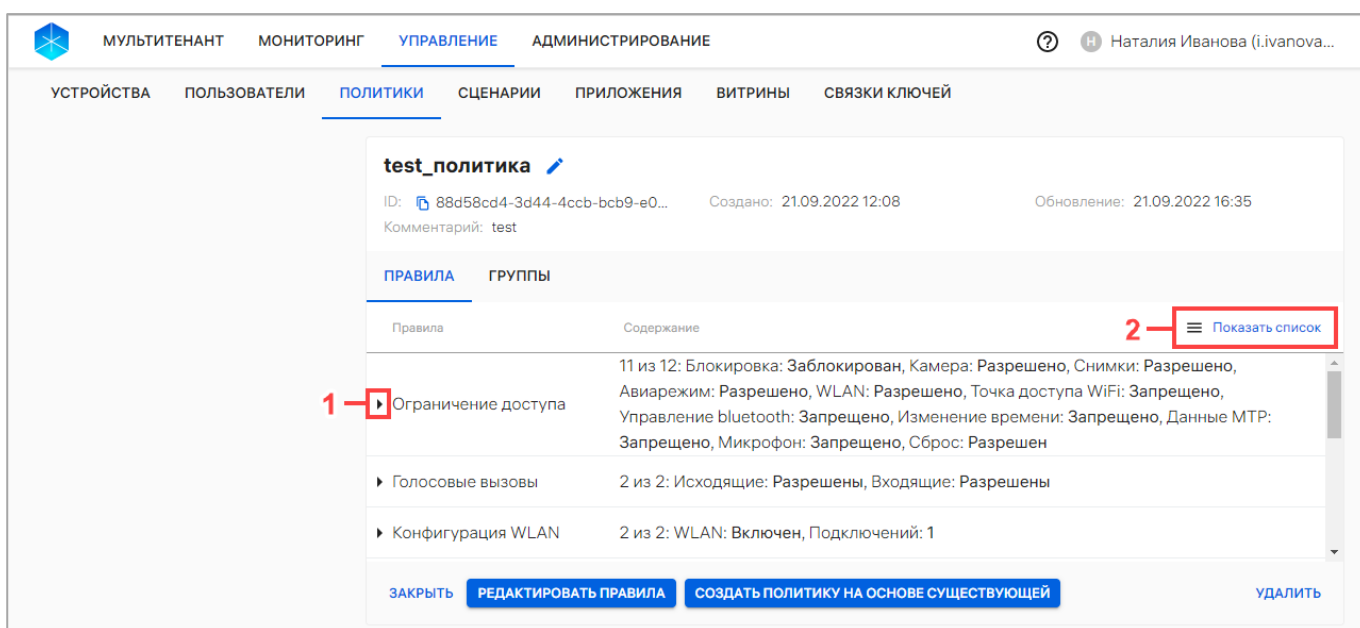 МУЛЬТИТЕНАНТ МОНИТОРИНГ УПРАВЛЕНИЕ АДМИНИСТРИРОВАНИЕ ? Н Наталия Иванова (i.ivanova...
УСТРОЙСТВА ПОЛЬЗОВАТЕЛИ ПОЛИТИКИ СЦЕНАРИИ ПРИЛОЖЕНИЯ ВИТРИНЫ СВЯЗКИ КЛЮЧЕЙ
test_политика
ID: 88d58cd4-3d44-4ccb-bcb9-e0... Создано: 21.09.2022 12:08 Обновление: 21.09.2022 16:35
Комментарий: test
ПРАВИЛА ГРУППЫ
Правила Содержание 2 Показать список
11 из 12: Блокировка: Заблокирован, Камера: Разрешено, Снимки: Разрешено,
1 Ограничение доступа Авиарежим: Разрешено, WLAN: Разрешено, Точка доступа WiFi: Запрещено,
Управление bluetooth: Запрещено, Изменение времени: Запрещено, Данные MTP:
Запрещено, Микрофон: Запрещено, Сброс: Разрешен
Голосовые вызовы 2 из 2: Исходящие: Разрешены, Входящие: Разрешены
Конфигурация WLAN 2 из 2: WLAN: Включен, Подключений: 1
ЗАКРЫТЬ РЕДАКТИРОВАТЬ ПРАВИЛА СОЗДАТЬ ПОЛИТИКУ НА ОСНОВЕ СУЩЕСТВУЮЩЕЙ УДАЛИТЬ